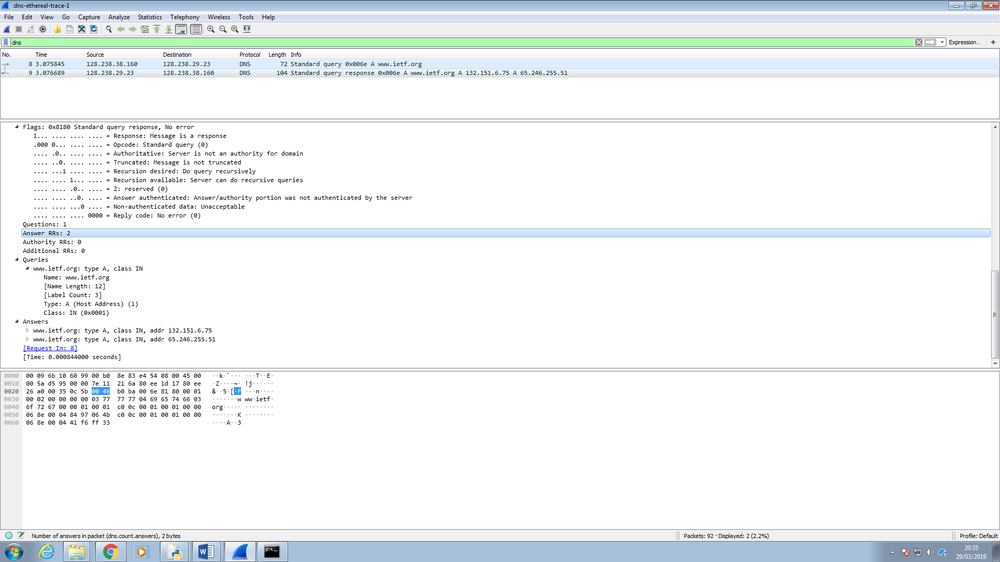 dns-ethereal-trace-1
File Edit View Go Capture Analyze Statistics Telephony Wireless Tools Help
dns
Expression...
No. Time Source Destination Protocol Length Info
8 3.075845 128.238.38.160 128.238.29.23 DNS 72 Standard query 0x006e A www.ietf.org
9 3.076689 128.238.29.23 128.238.38.160 DNS 104 Standard query response 0x006e A www.ietf.org A 132.151.6.75 A 65.246.255.51
Flags: 0x8180 Standard query response, No error
1... .... .... .... = Response: Message is a response
.000 0... .... .... = Opcode: Standard query (0)
.... .0.. .... .... = Authoritative: Server is not an authority for domain
.... ..0. .... .... = Truncated: Message is not truncated
.... ...1 .... .... = Recursion desired: Do query recursively
.... .... 1... .... = Recursion available: Server can do recursive queries
.... .... .0.. .... = Z: reserved (0)
.... .... ..0. .... = Answer authenticated: Answer/authority portion was not authenticated by the server
.... .... ...0 .... = Non-authenticated data: Unacceptable
.... .... .... 0000 = Reply code: No error (0)
Questions: 1
Answer RRs: 2
Authority RRs: 0
Additional RRs: 0
Queries
www.ietf.org: type A, class IN
Name: www.ietf.org
[Name Length: 12]
[Label Count: 3]
Type: A (Host Address) (1)
Class: IN (0x0001)
Answers
www.ietf.org: type A, class IN, addr 132.151.6.75
www.ietf.org: type A, class IN, addr 65.246.255.51
[Request In: 8]
[Time: 0.000844000 seconds]
0000 00 09 6b 10 60 99 00 b0 8e 83 e4 54 08 00 45 00 ··k·`··· ···T··E·
0010 00 5a d5 95 00 00 7e 11 21 6a 80 ee 1d 17 80 ee ·Z····~· !j······
0020 26 a0 00 35 0c 5b 00 46 b0 ba 00 6e 81 80 00 01 &··5·[·F ···n····
0030 00 02 00 00 00 00 03 77 77 77 04 69 65 74 66 03 ·······w ww·ietf·
0040 6f 72 67 00 00 01 00 01 c0 0c 00 01 00 01 00 00 org····· ········
0050 06 8e 00 04 84 97 06 4b c0 0c 00 01 00 01 00 00 ·······K ········
0060 06 8e 00 04 41 f6 ff 33 ····A··3
Number of answers in packet (dns.count.answers), 2 bytes
Packets: 92 · Displayed: 2 (2.2%)
Profile: Default
20:35
29/03/2019